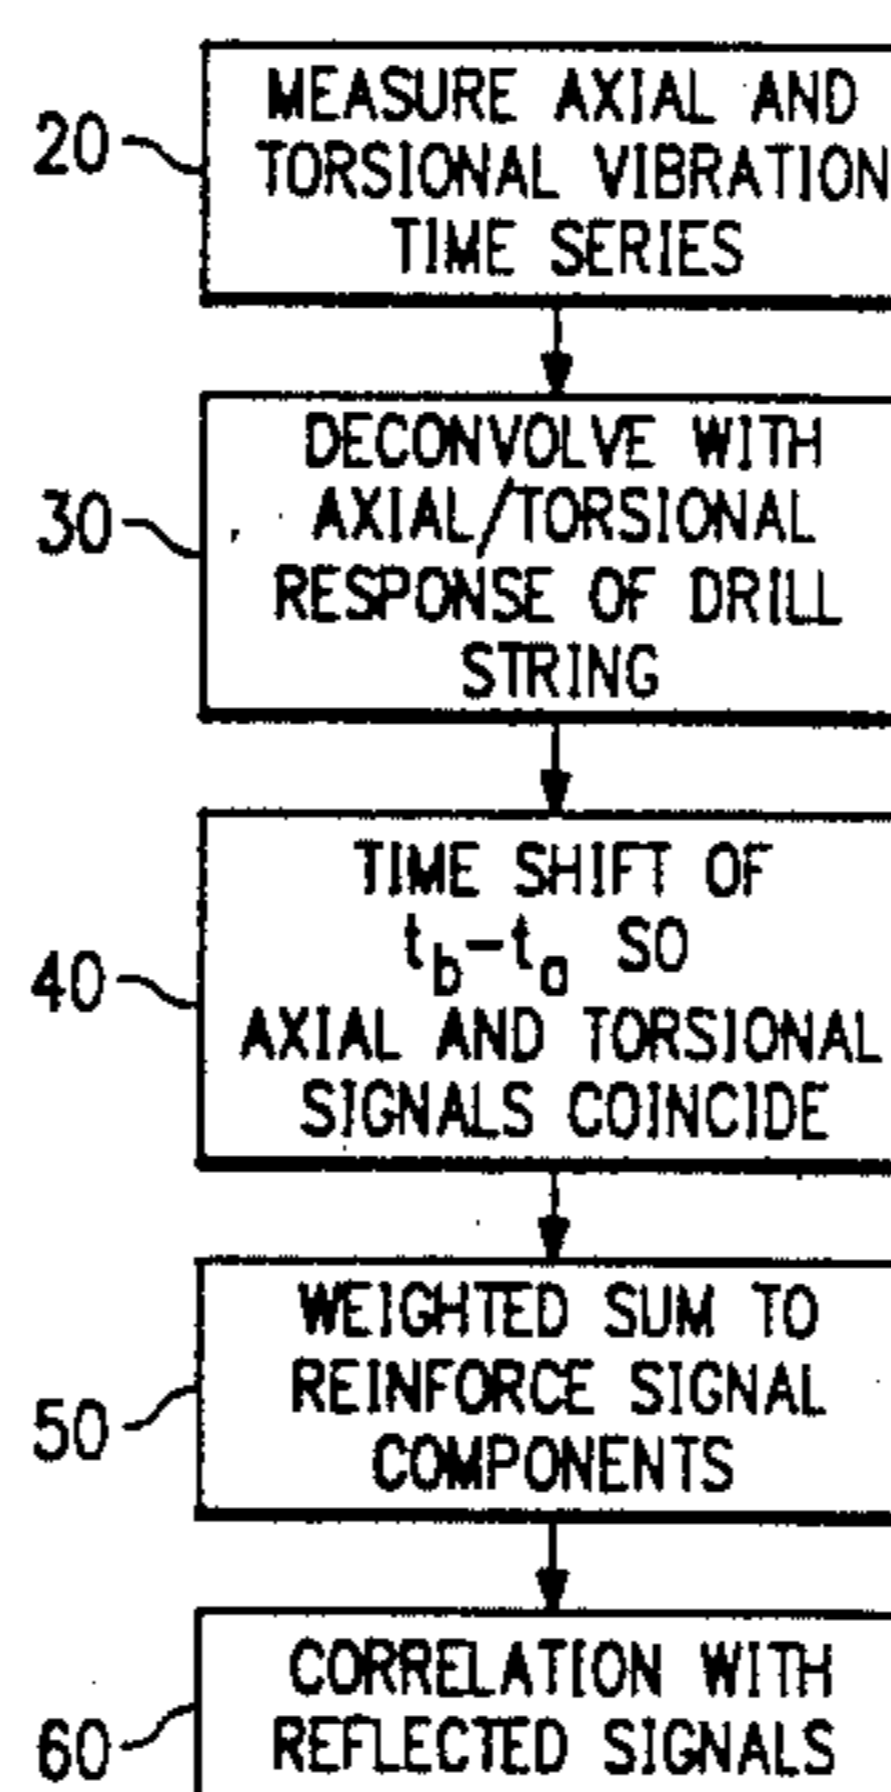 20
MEASURE AXIAL AND
TORSIONAL VIBRATION
TIME SERIES
30
DECONVOLVE WITH
AXIAL/TORSIONAL
RESPONSE OF DRILL
STRING
40
TIME SHIFT OF
t_b-t_a SO
AXIAL AND TORSIONAL
SIGNALS COINCIDE
50
WEIGHTED SUM TO
REINFORCE SIGNAL
COMPONENTS
60
CORRELATION WITH
REFLECTED SIGNALS